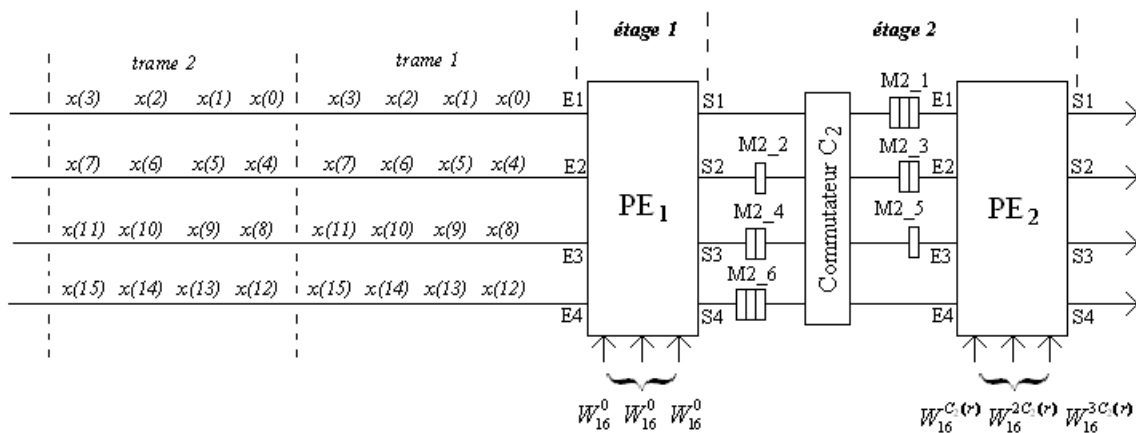 étage 1 étage 2
trame 2 trame 1
x(3) x(2) x(1) x(0) x(3) x(2) x(1) x(0) E1 S1 M2_1 E1 S1
x(7) x(6) x(5) x(4) x(7) x(6) x(5) x(4) E2 S2 M2_2 M2_3 E2 S2
PE₁ Commutateur C₂ PE₂
x(11) x(10) x(9) x(8) x(11) x(10) x(9) x(8) E3 S3 M2_4 M2_5 E3 S3
x(15) x(14) x(13) x(12) x(15) x(14) x(13) x(12) E4 S4 M2_6 E4 S4
W₁₆^0 W₁₆^0 W₁₆^0 W₁₆^C₂(r) W₁₆^2C₂(r) W₁₆^3C₂(r)